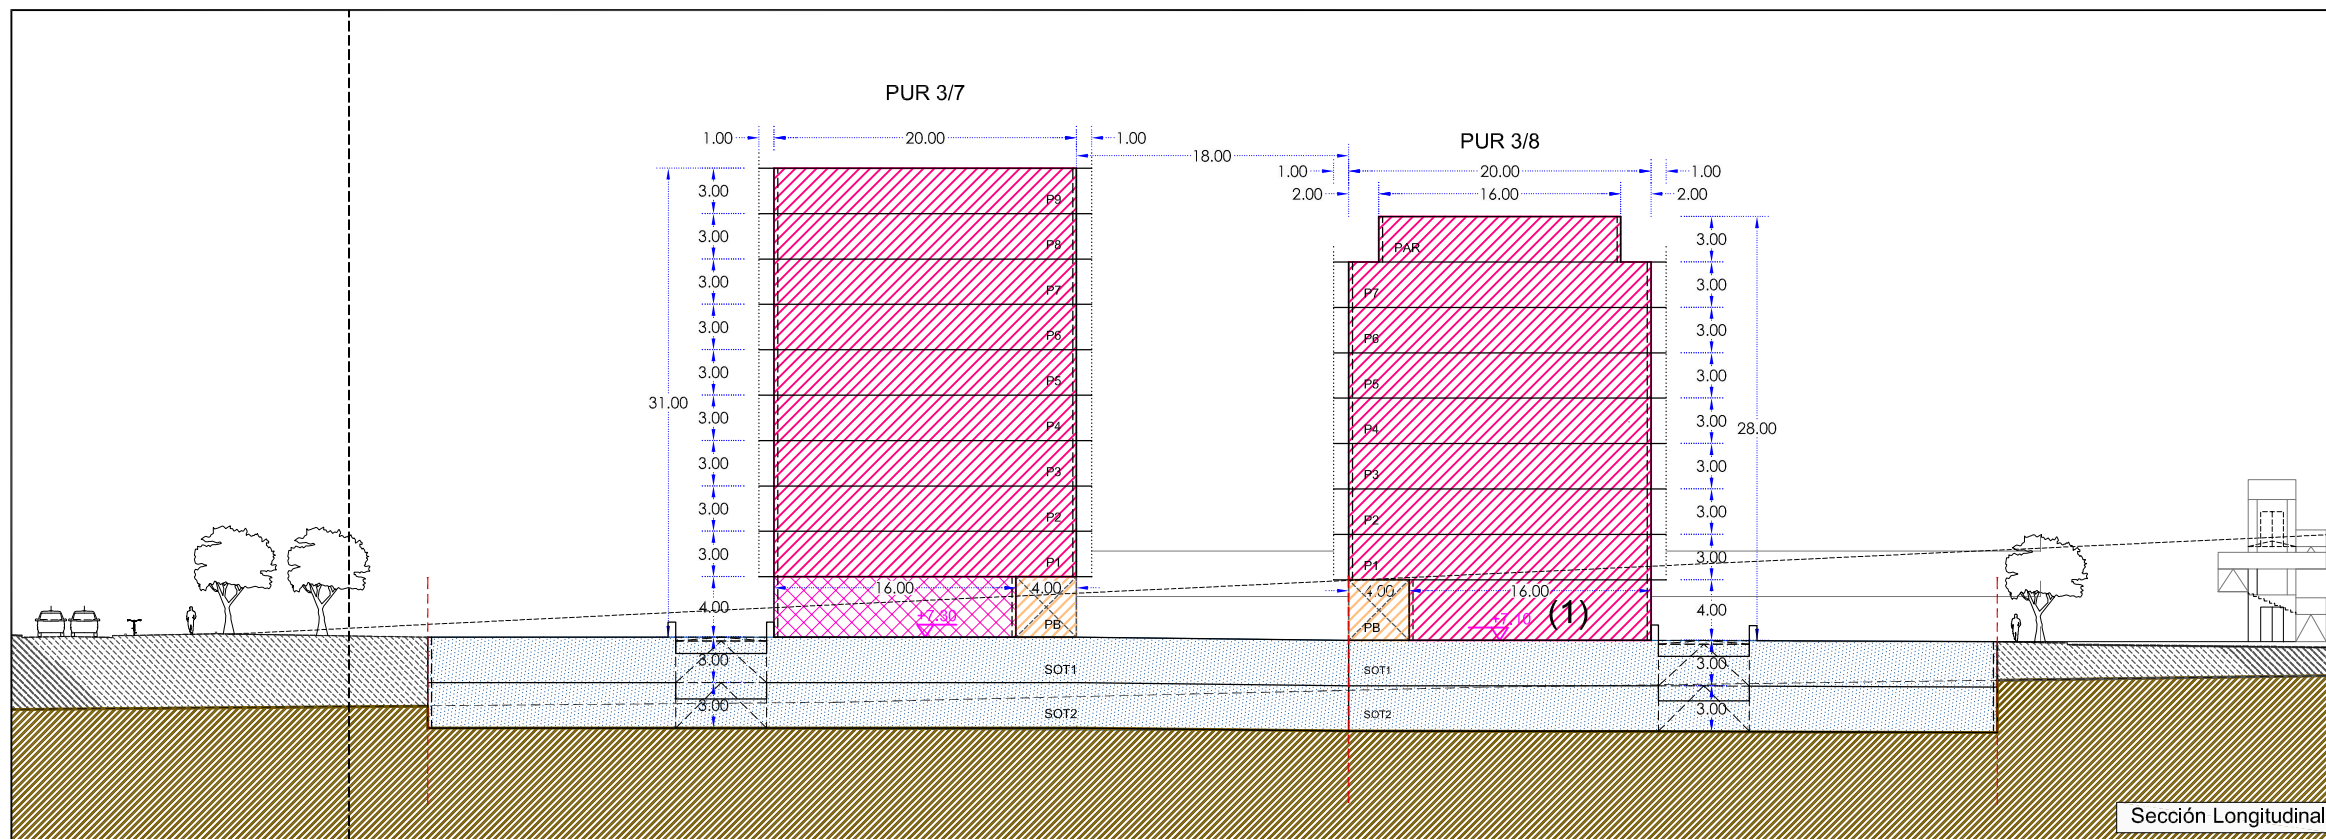 PUR 3/7
1.00 20.00 1.00
PUR 3/8
18.00
1.00 20.00 1.00
2.00 16.00 2.00
3.00
3.00
3.00
3.00
3.00
3.00
3.00
3.00
3.00
4.00
31.00
3.00
3.00
P9
P8
P7
P6
P5
P4
P3
P2
P1
16.00 4.00
PB
+7.30
SOT1
SOT2
PAR
P7
P6
P5
P4
P3
P2
P1
4.00 16.00
PB
+7.10
(1)
SOT1
SOT2
3.00
3.00
3.00
3.00
3.00
3.00
3.00
3.00
4.00
28.00
3.00
3.00
Sección Longitudinal